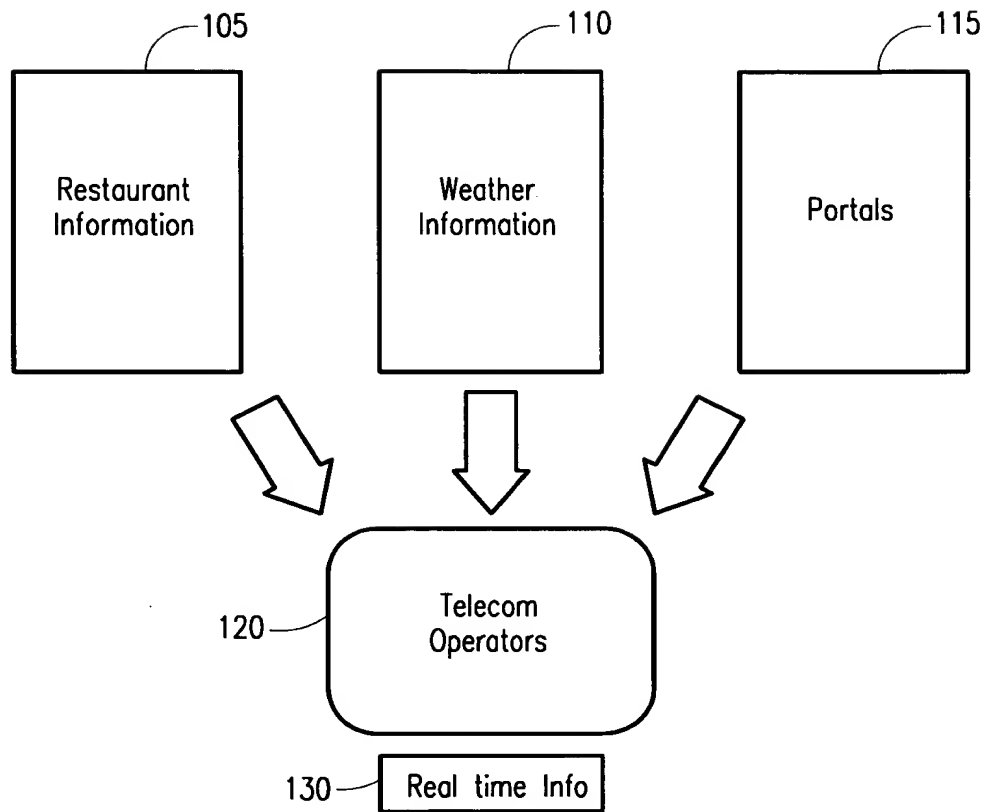 105
110
115
Restaurant
Information
Weather
Information
Portals
120
Telecom
Operators
130
Real time Info